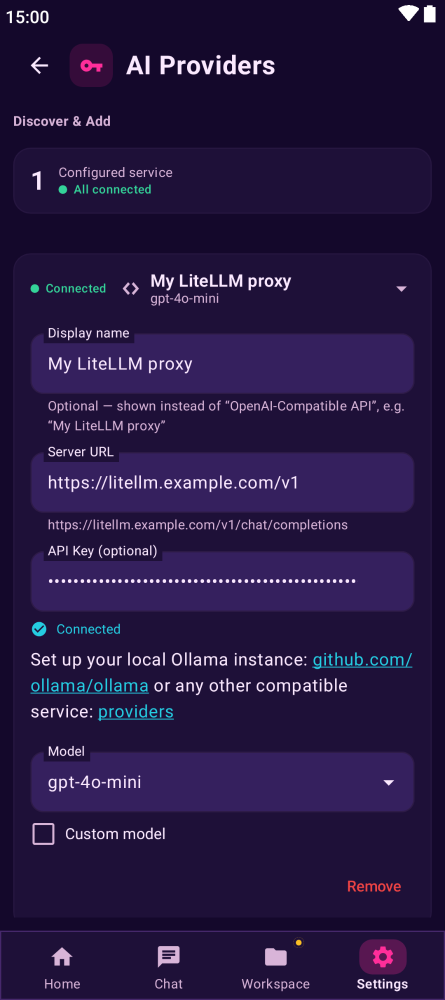 15:00
AI Providers
Discover & Add
1
Configured service
All connected
Connected
My LiteLLM proxy
gpt-4o-mini
Display name
My LiteLLM proxy
Optional — shown instead of “OpenAI-Compatible API”, e.g.
“My LiteLLM proxy”
Server URL
https://litellm.example.com/v1
https://litellm.example.com/v1/chat/completions
API Key (optional)
••••••••••••••••••••••••••••••••••••••••••••••••••
Connected
Set up your local Ollama instance: github.com/
ollama/ollama or any other compatible
service: providers
Model
gpt-4o-mini
Custom model
Remove
Home
Chat
Workspace
Settings